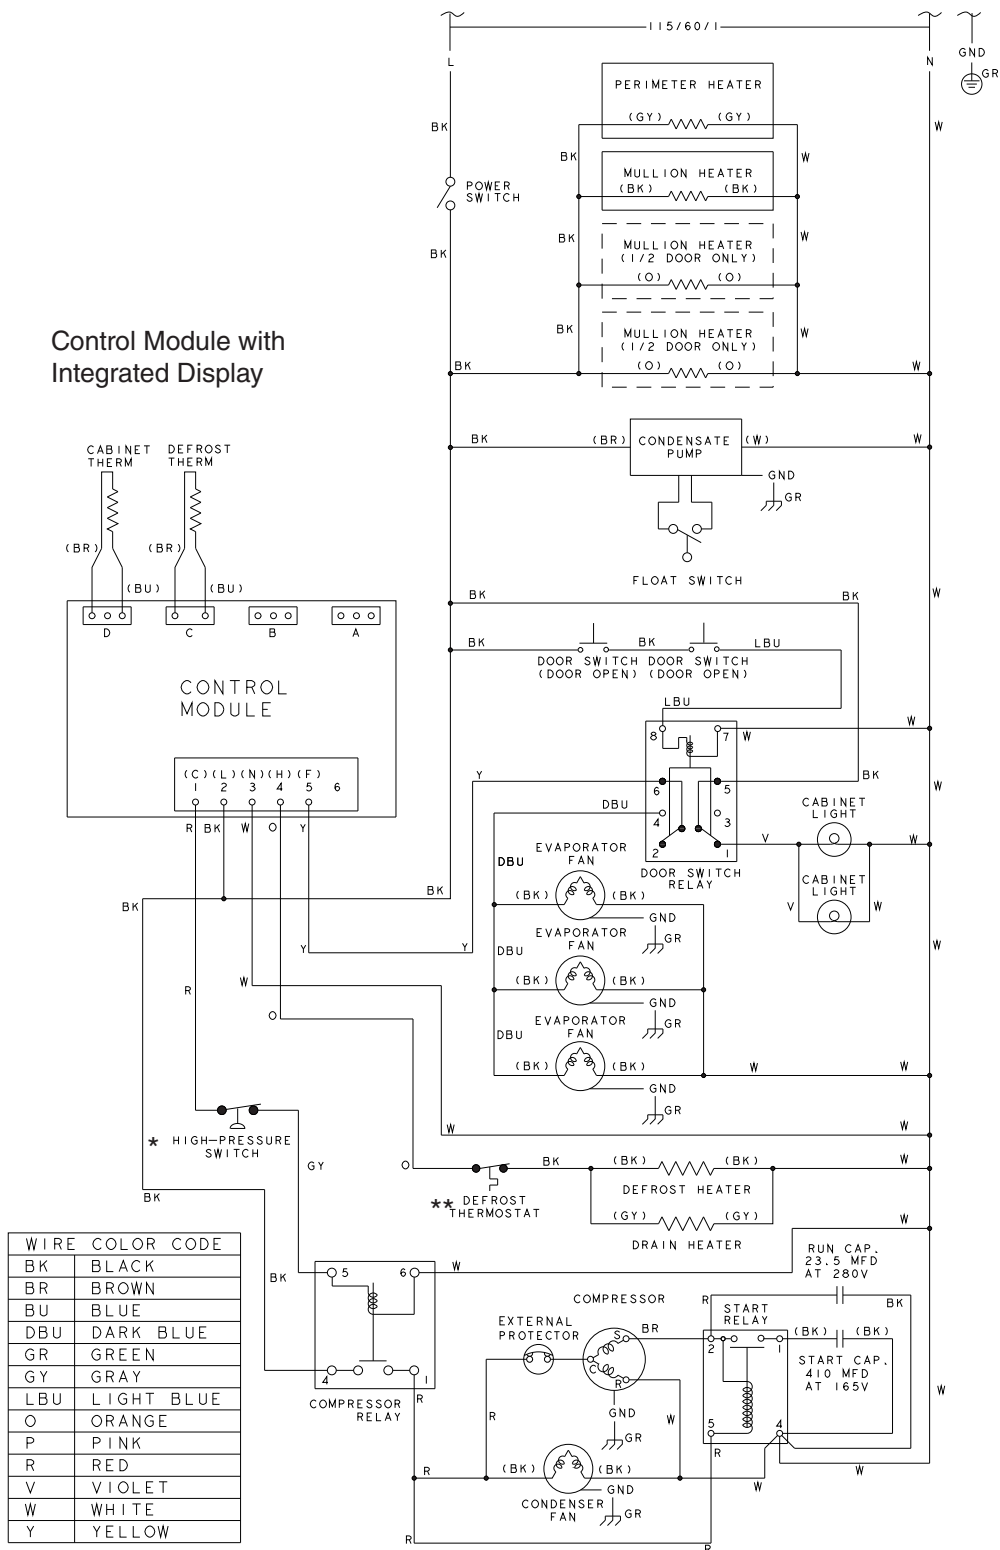 115/60/1
L
N
GND
GR
BK
W
PERIMETER HEATER
(GY) (GY)
BK
W
POWER
SWITCH
MULLION HEATER
(BK) (BK)
BK
BK
W
MULLION HEATER
(1/2 DOOR ONLY)
(O) (O)
BK
W
MULLION HEATER
(1/2 DOOR ONLY)
(O) (O)
BK
W
Control Module with
Integrated Display
BK
(BR)
CONDENSATE
PUMP
(W)
W
GND
GR
FLOAT SWITCH
CABINET
THERM
DEFROST
THERM
(BR)
(BR)
(BU)
(BU)
D C B A
CONTROL
MODULE
(C) (L) (N) (H) (F)
1 2 3 4 5 6
R BK W O Y
BK
BK
W
BK
BK
LBU
DOOR SWITCH
(DOOR OPEN)
DOOR SWITCH
(DOOR OPEN)
LBU
8 7
W
W
Y
6 5
BK
W
DBU
4 3
2 1
V
DOOR SWITCH
RELAY
CABINET
LIGHT
W
CABINET
LIGHT
V
W
BK
BK
EVAPORATOR
FAN
DBU
(BK) (BK)
GND
GR
Y
Y
W
EVAPORATOR
FAN
DBU
(BK) (BK)
GND
GR
R
W
O
EVAPORATOR
FAN
DBU
(BK) (BK)
W
W
GND
GR
* HIGH-PRESSURE
SWITCH
W
W
GY
O
BK
** DEFROST
THERMOSTAT
(BK) (BK)
DEFROST HEATER
W
(GY) (GY)
DRAIN HEATER
W
BK
BK
5 6
W
4 1
COMPRESSOR
RELAY
R
COMPRESSOR
EXTERNAL
PROTECTOR
S
C
R
BR
GND
GR
R
W
RUN CAP.
23.5 MFD
AT 280V
R
BK
START
RELAY
2 1
(BK) (BK)
START CAP.
410 MFD
AT 165V
5 4
W
R
W
R
(BK) (BK)
W
GND
GR
CONDENSER
FAN
R
R
WIRE COLOR CODE
BK BLACK
BR BROWN
BU BLUE
DBU DARK BLUE
GR GREEN
GY GRAY
LBU LIGHT BLUE
O ORANGE
P PINK
R RED
V VIOLET
W WHITE
Y YELLOW